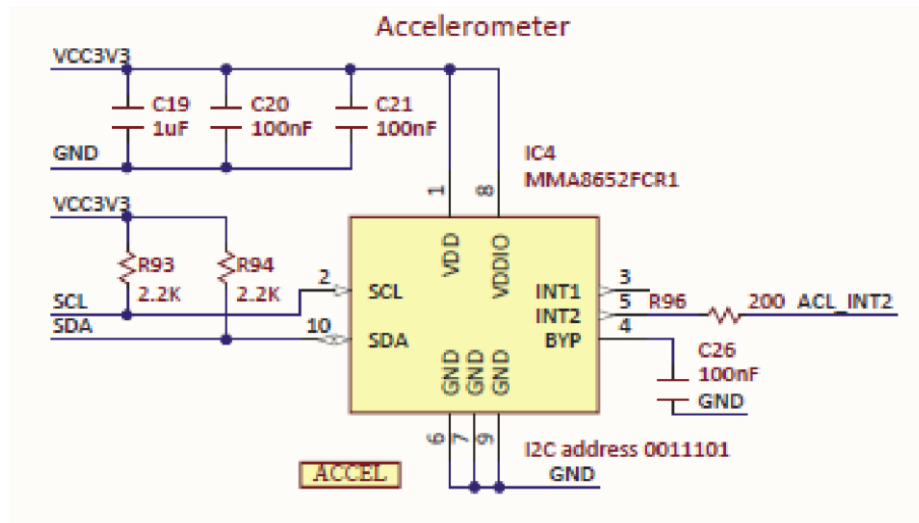 Accelerometer
VCC3V3
C19
1uF
C20
100nF
C21
100nF
GND
IC4
MMA8652FCR1
1
8
VCC3V3
R93
2.2K
R94
2.2K
VDD
VDDIO
SCL
SDA
2
SCL
10
SDA
INT1
3
INT2
5
BYP
4
R96
200
ACL_INT2
C26
100nF
GND
GND
GND
GND
6
7
9
I2C address 0011101
GND
ACCEL